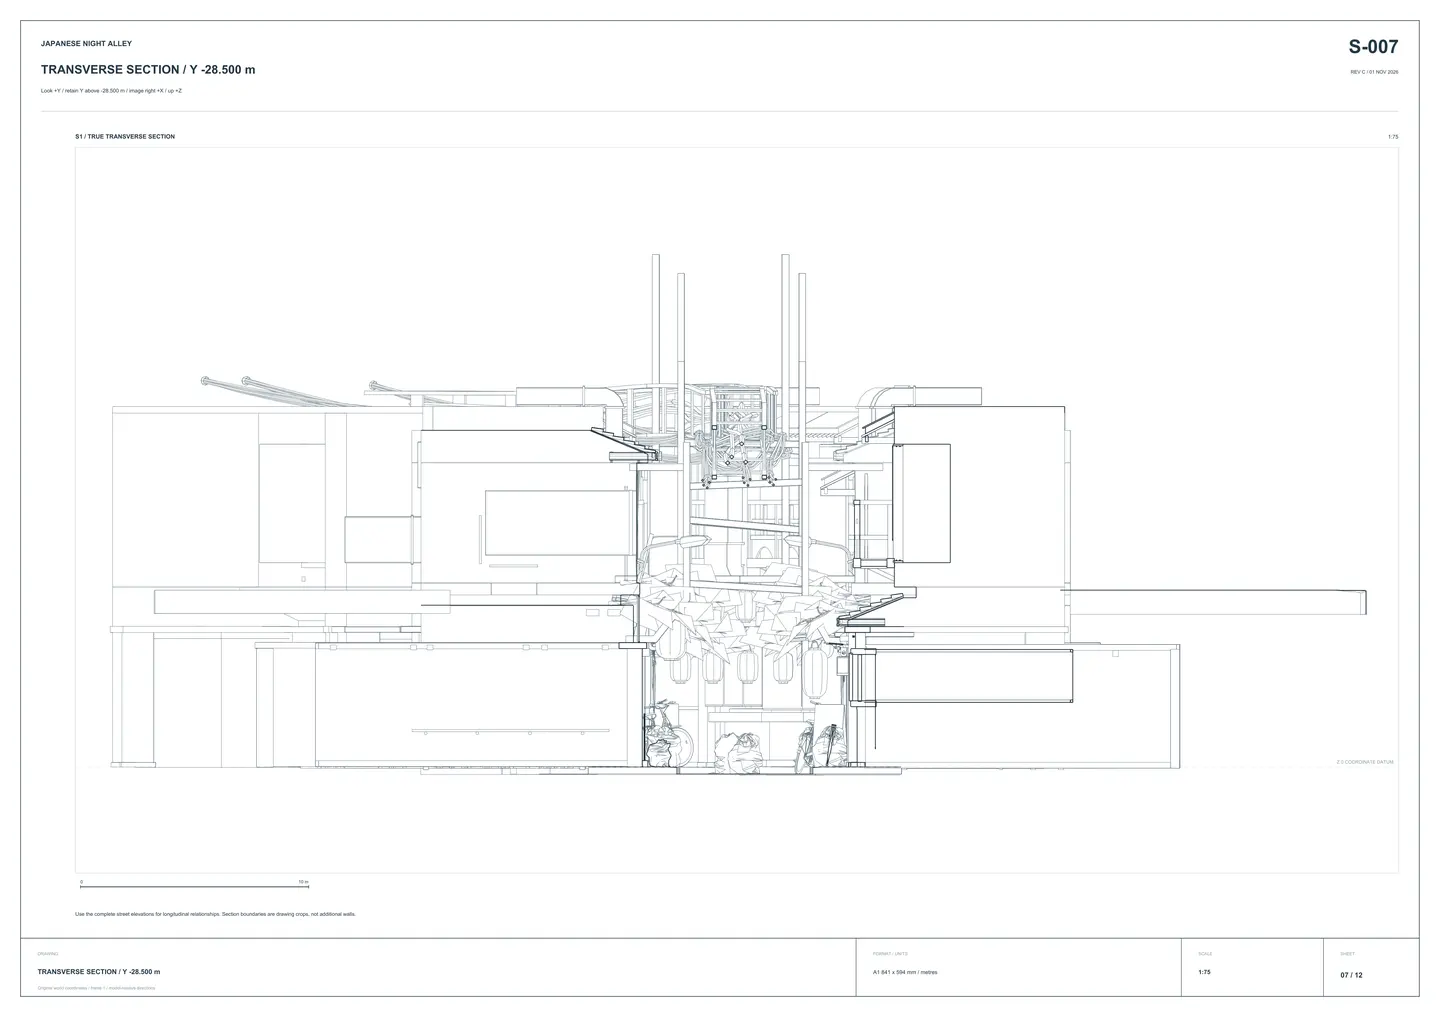 JAPANESE NIGHT ALLEY
S-007
TRANSVERSE SECTION / Y -28.500 m
REV C / 01 NOV 2026
Look +Y / retain Y above -28.500 m / image right +X / up +Z
S1 / TRUE TRANSVERSE SECTION
1:75
Z 0 COORDINATE DATUM
0
10 m
Use the complete street elevations for longitudinal relationships. Section boundaries are drawing crops, not additional walls.
DRAWING
FORMAT / UNITS
SCALE
SHEET
TRANSVERSE SECTION / Y -28.500 m
A1 841 x 594 mm / metres
1:75
07 / 12
Original world coordinates /